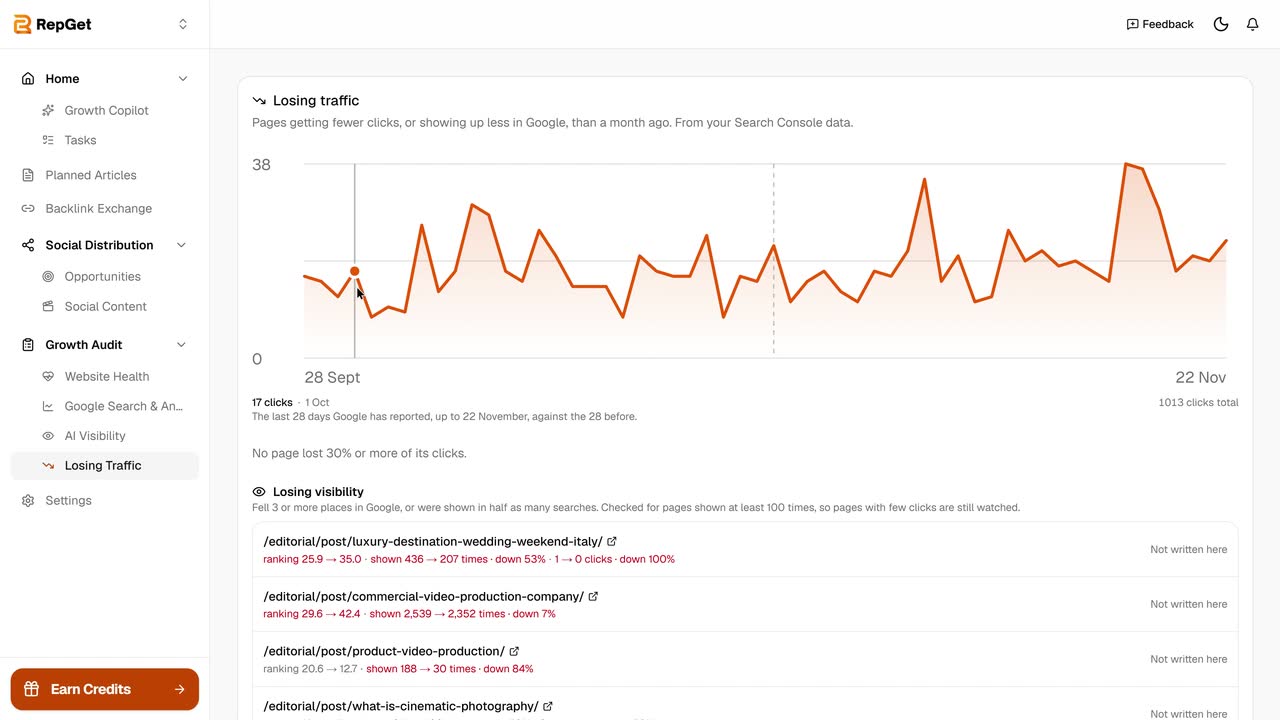 RepGet
Feedback
Home
Growth Copilot
Tasks
Planned Articles
Backlink Exchange
Social Distribution
Opportunities
Social Content
Growth Audit
Website Health
Google Search & An...
AI Visibility
Losing Traffic
Settings
Earn Credits
Losing traffic
Pages getting fewer clicks, or showing up less in Google, than a month ago. From your Search Console data.
38
0
28 Sept
22 Nov
17 clicks · 1 Oct
1013 clicks total
The last 28 days Google has reported, up to 22 November, against the 28 before.
No page lost 30% or more of its clicks.
Losing visibility
Fell 3 or more places in Google, or were shown in half as many searches. Checked for pages shown at least 100 times, so pages with few clicks are still watched.
/editorial/post/luxury-destination-wedding-weekend-italy/
ranking 25.9 → 35.0 · shown 436 → 207 times · down 53% · 1 → 0 clicks · down 100%
Not written here
/editorial/post/commercial-video-production-company/
ranking 29.6 → 42.4 · shown 2,539 → 2,352 times · down 7%
Not written here
/editorial/post/product-video-production/
ranking 20.6 → 12.7 · shown 188 → 30 times · down 84%
Not written here
/editorial/post/what-is-cinematic-photography/
Not written here